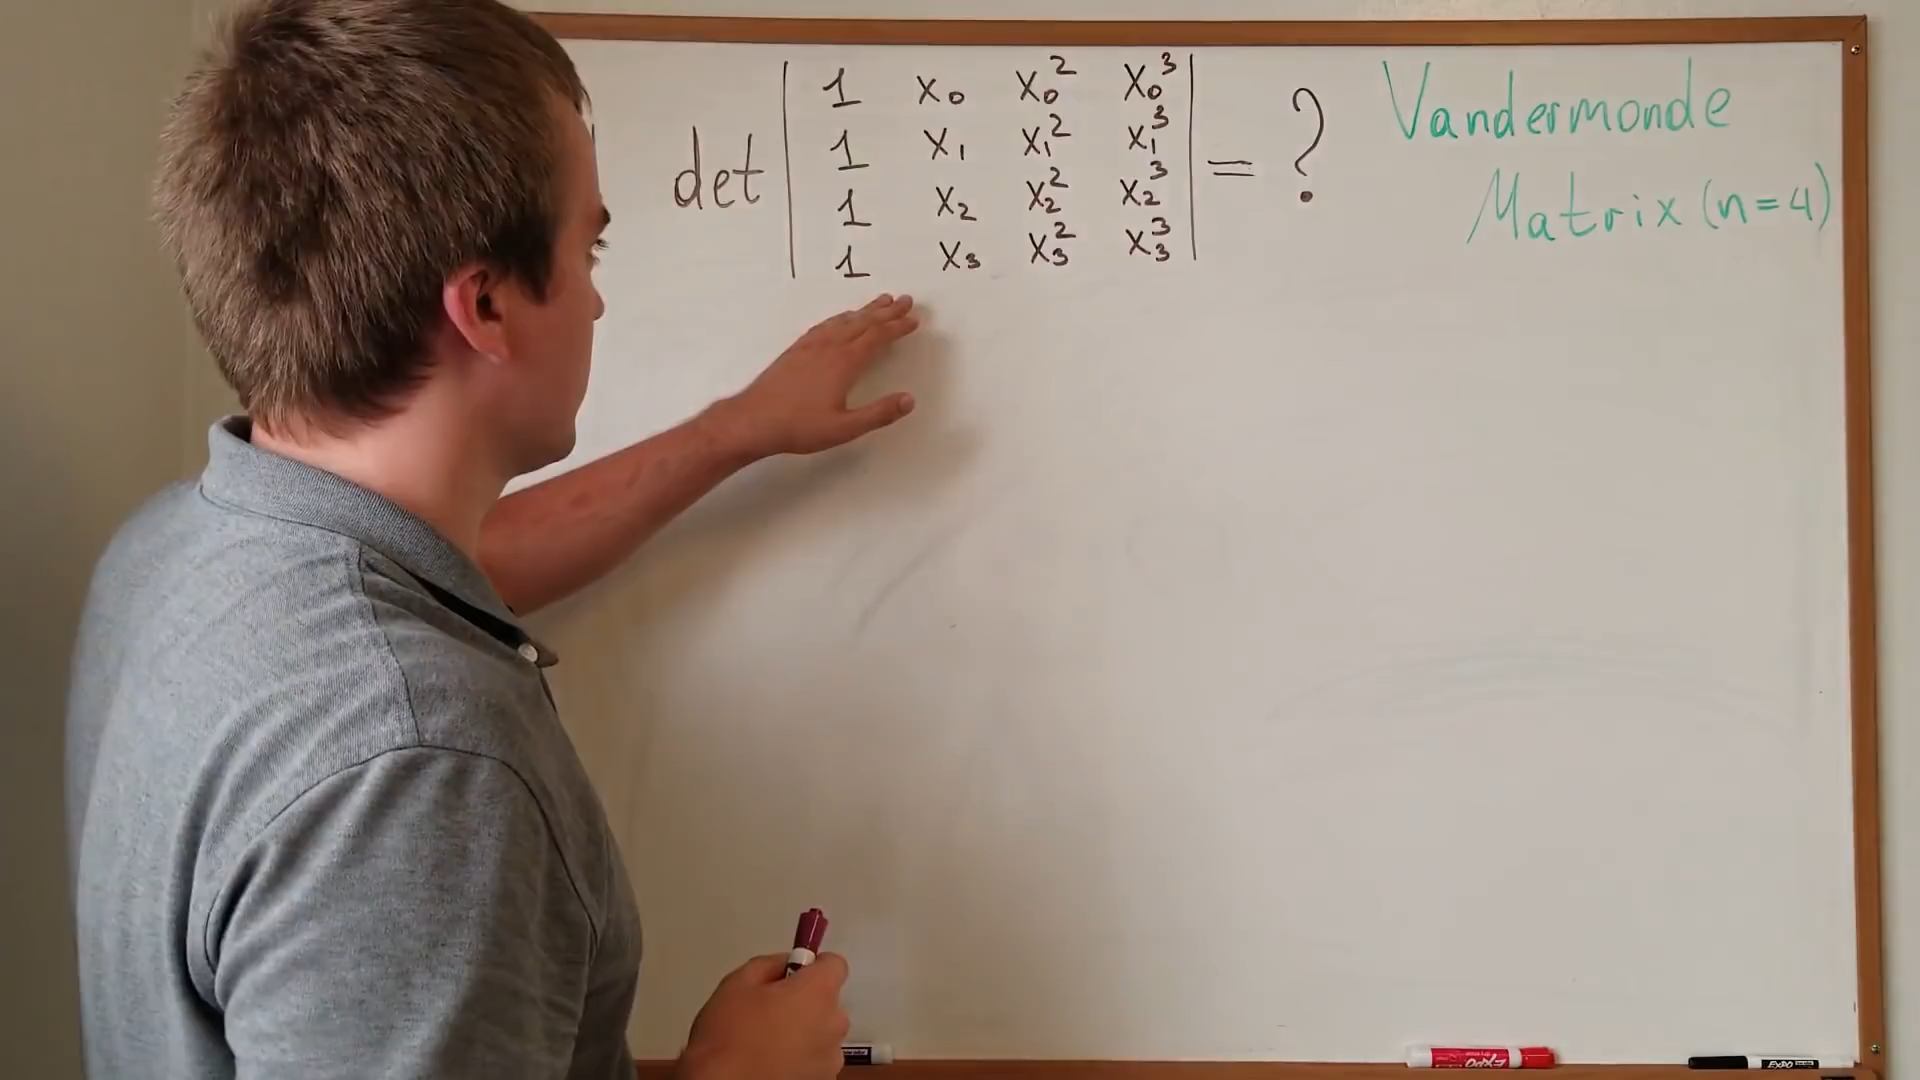 det | 1 x₀ x₀² x₀³ | = ?
1 x₁ x₁² x₁³
1 x₂ x₂² x₂³
1 x₃ x₃² x₃³
Vandermonde
Matrix (n=4)
EXPO
EXPO